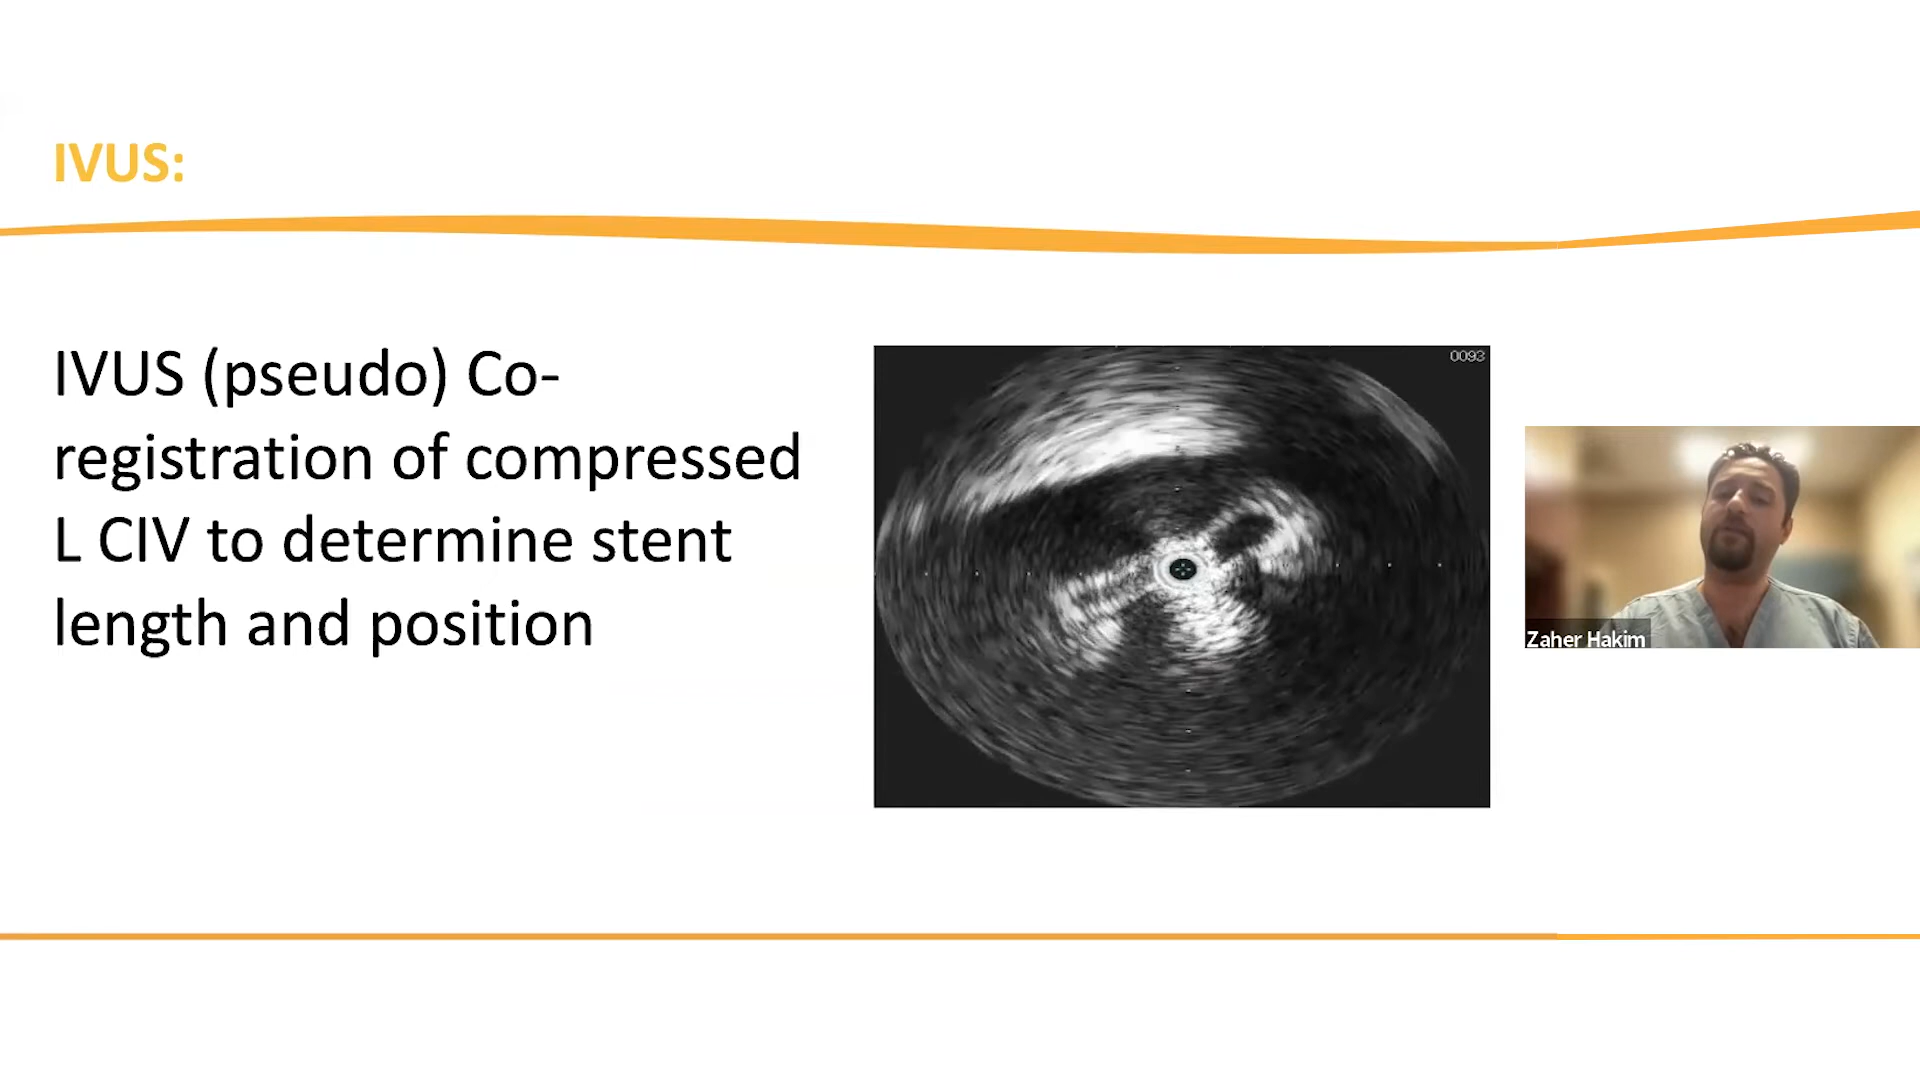 IVUS:
IVUS (pseudo) Co-
registration of compressed
L CIV to determine stent
length and position
0093
Zaher Hakim